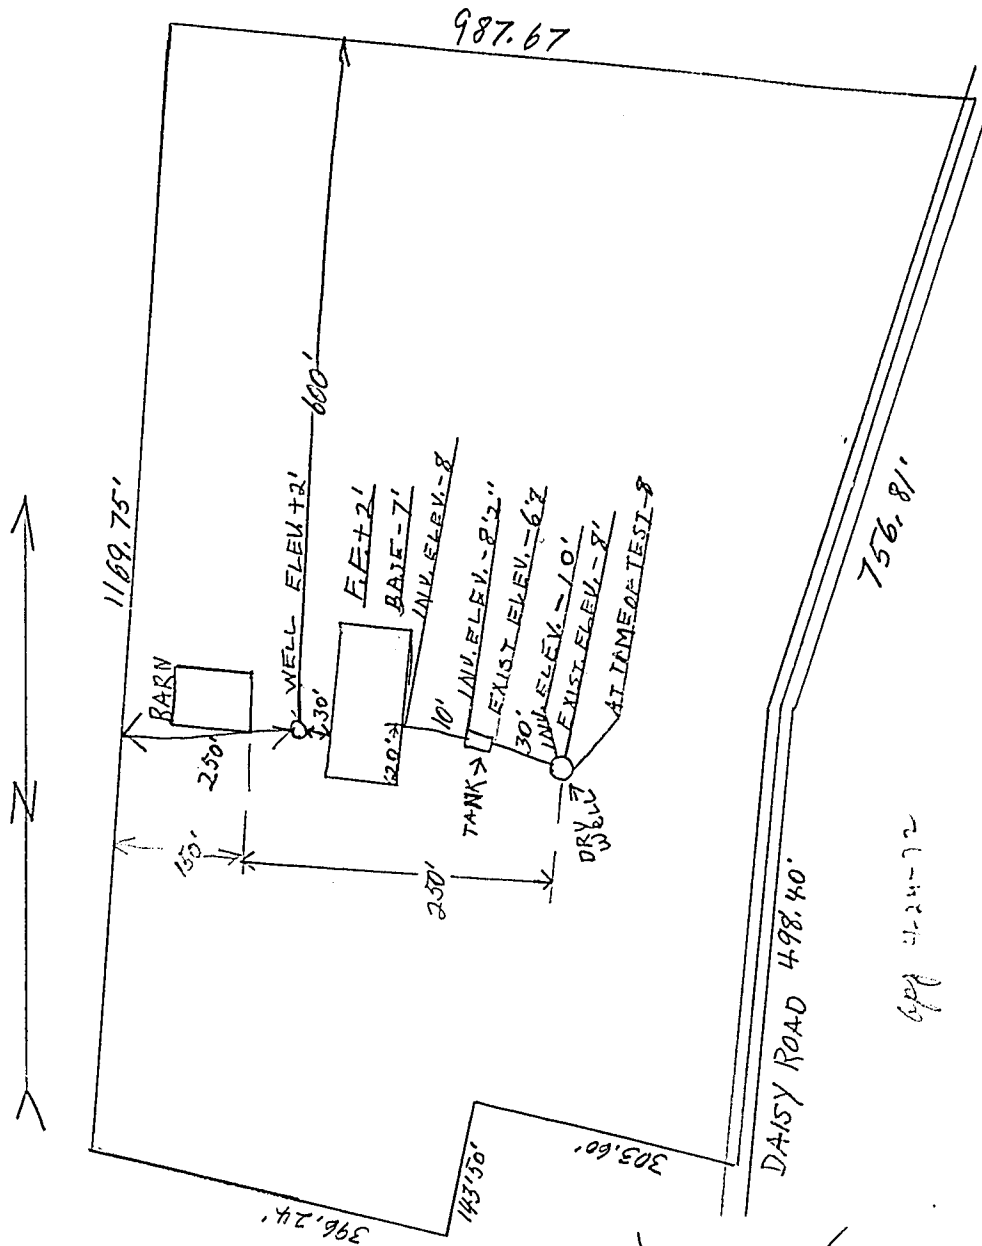 987.67
1169.75'
N
BARN
WELL ELEV +2'
600'
250'
30'
F.F. +2'
BASE -7'
INV. ELEV. -8
20'
10'
INV. ELEV. -8'2"
EXIST ELEV. -6'2
TANK
30'
INV. ELEV. -10'
EXIST ELEV. -8'
AT TAME OF TEST -8
DRY WELL
150'
250'
756.81'
DAISY ROAD 498.40'
303.60'
143'50'
396.24'